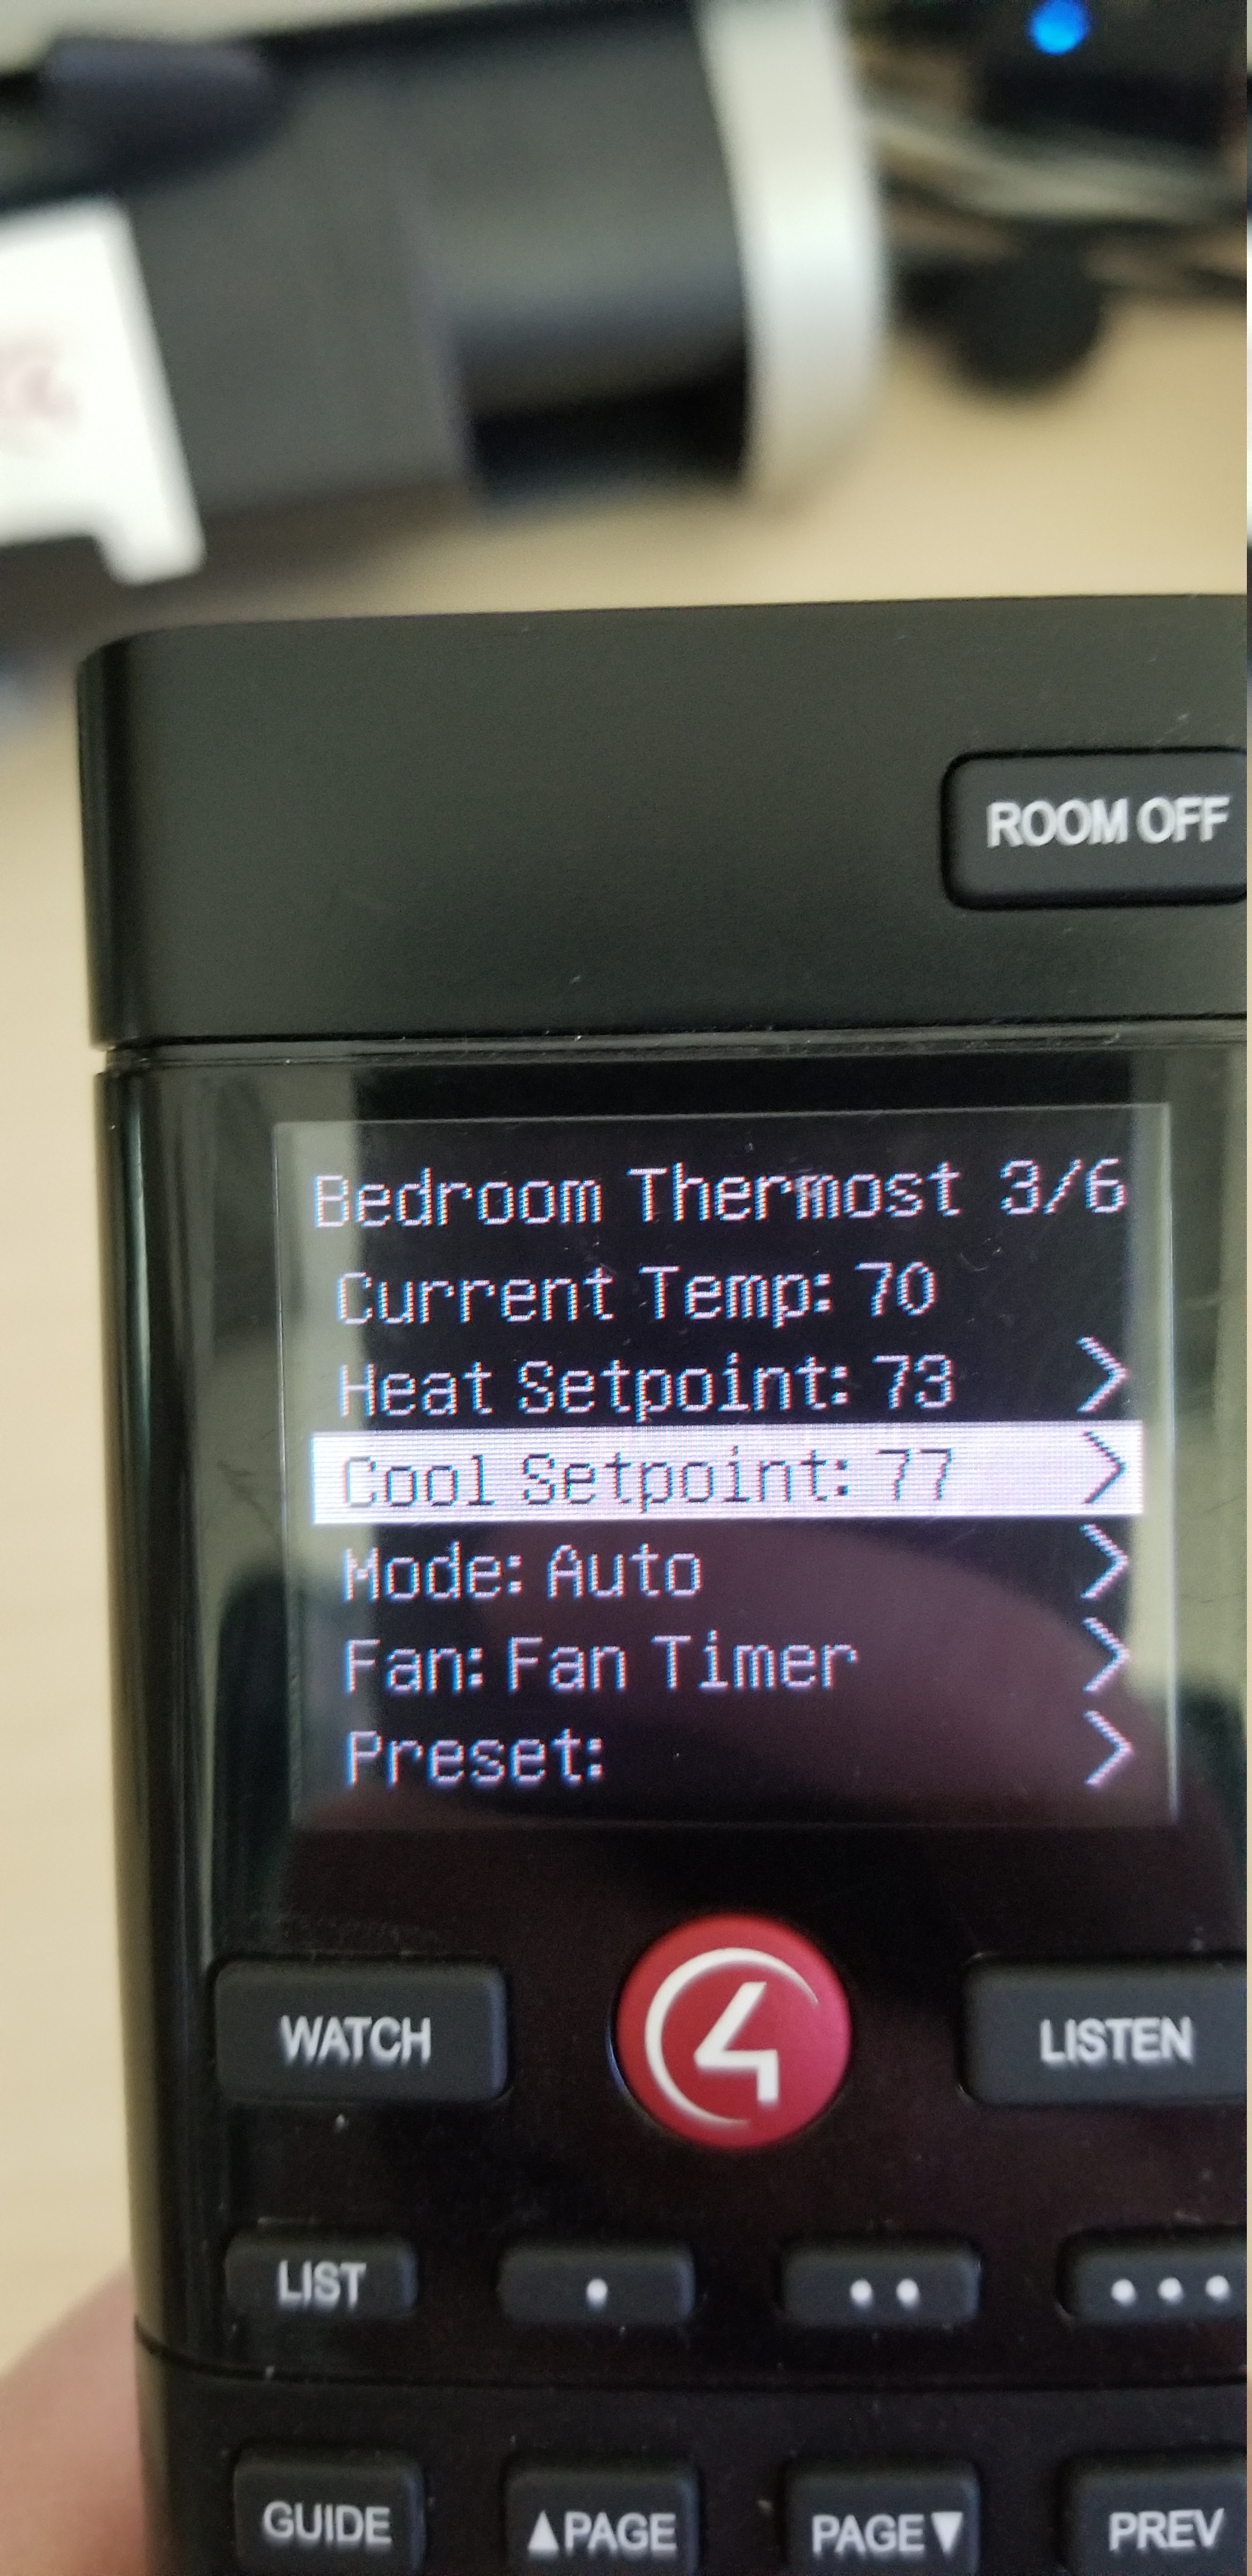 ROOM OFF
Bedroom Thermost 3/6
Current Temp: 70
Heat Setpoint: 73 >
Cool Setpoint: 77 >
Mode: Auto >
Fan: Fan Timer >
Preset: >
WATCH
4
LISTEN
LIST
• •• •••
GUIDE
▲PAGE
PAGE▼
PREV